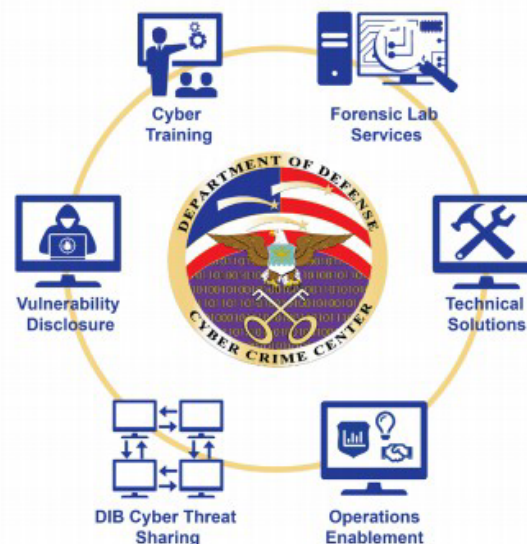 Cyber
Training
Forensic Lab
Services
DEPARTMENT OF DEFENSE
CYBER CRIME CENTER
Vulnerability
Disclosure
Technical
Solutions
DIB Cyber Threat
Sharing
Operations
Enablement